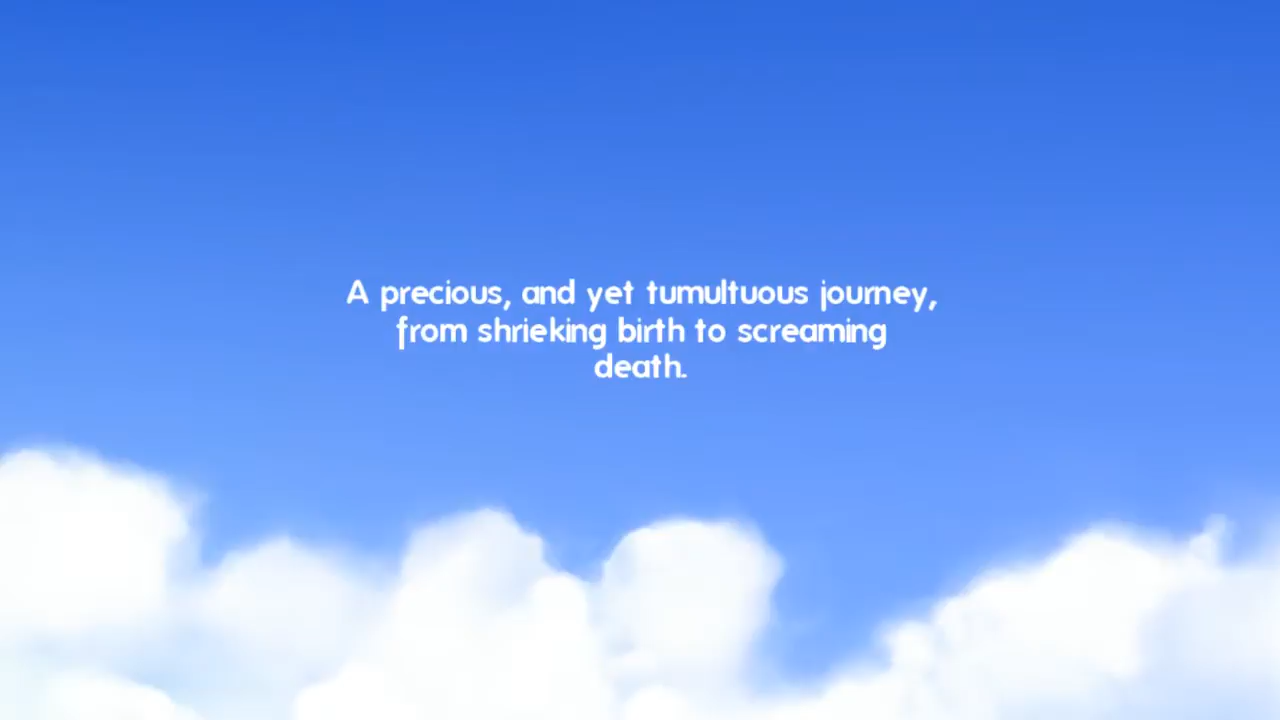 A precious, and yet tumultuous journey,
from shrieking birth to screaming
death.